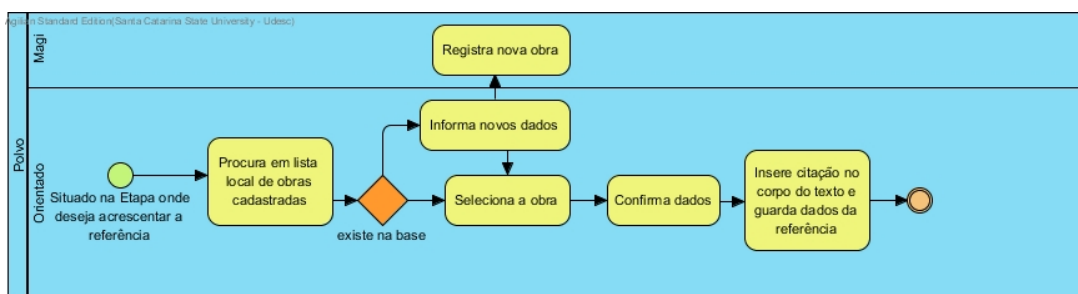 Agilian Standard Edition(Santa Catarina State University - Udesc)
Polvo
Magi
Registra nova obra
Orientado
Situado na Etapa onde
deseja acrescentar a
referência
Procura em lista
local de obras
cadastradas
existe na base
Informa novos dados
Seleciona a obra
Confirma dados
Insere citação no
corpo do texto e
guarda dados da
referência